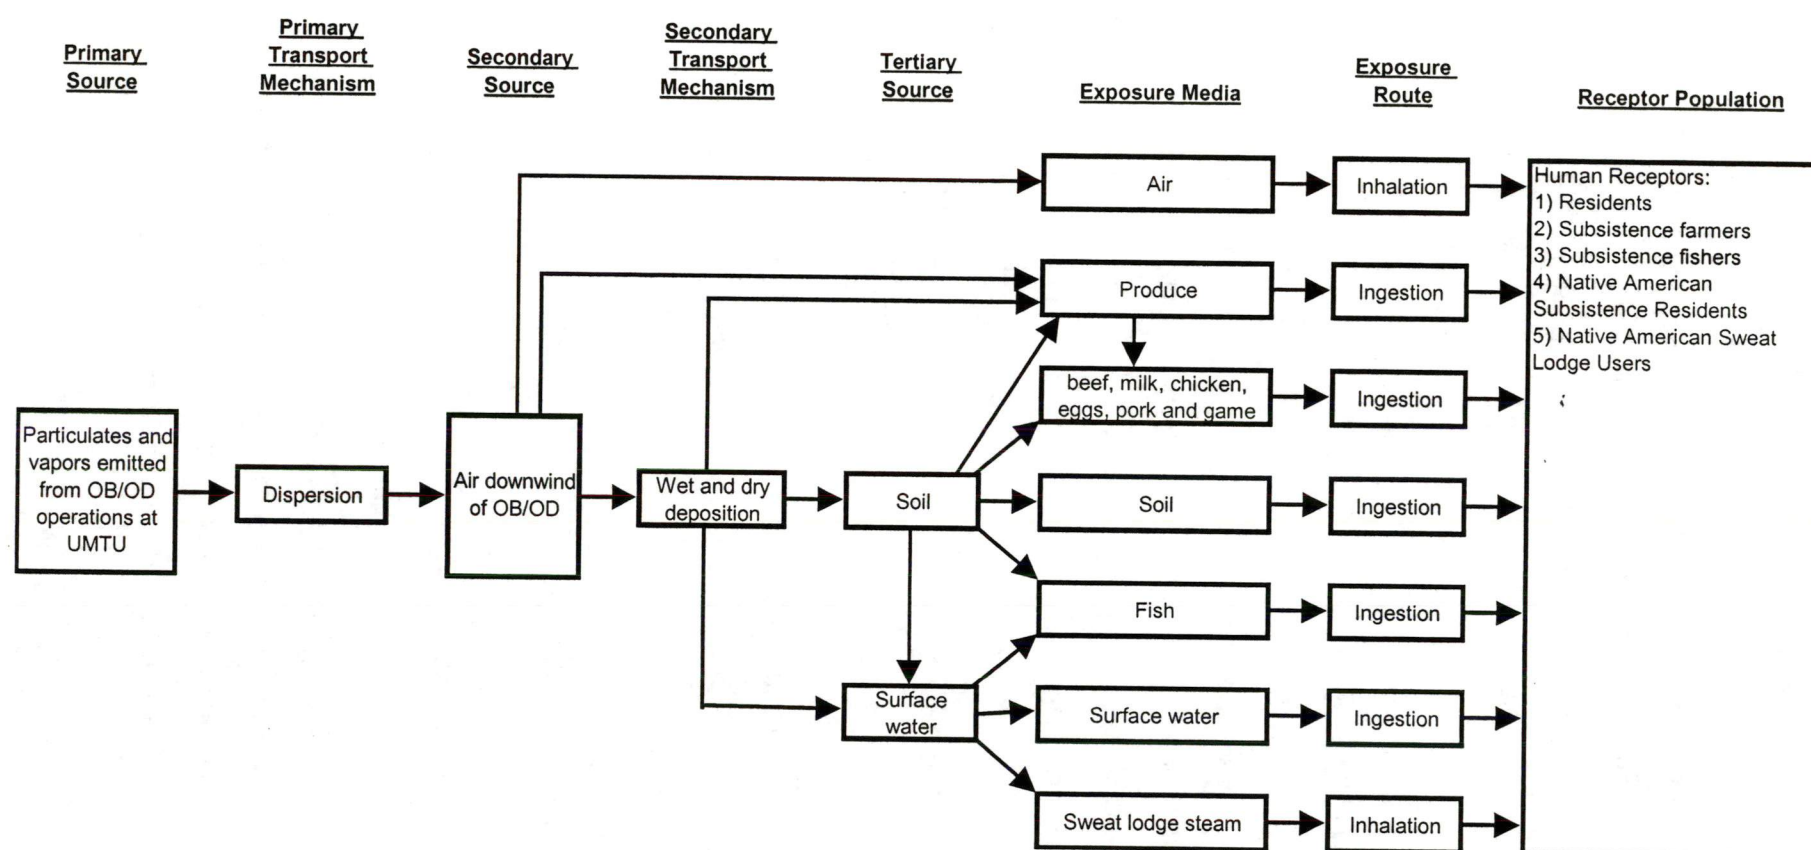 Primary
Source
Primary
Transport
Mechanism
Secondary
Source
Secondary
Transport
Mechanism
Tertiary
Source
Exposure Media
Exposure
Route
Receptor Population
Particulates and
vapors emitted
from OB/OD
operations at
UMTU
Dispersion
Air downwind
of OB/OD
Wet and dry
deposition
Soil
Surface
water
Air
Inhalation
Produce
Ingestion
beef, milk, chicken,
eggs, pork and game
Ingestion
Soil
Ingestion
Fish
Ingestion
Surface water
Ingestion
Sweat lodge steam
Inhalation
Human Receptors:
1) Residents
2) Subsistence farmers
3) Subsistence fishers
4) Native American
Subsistence Residents
5) Native American Sweat
Lodge Users